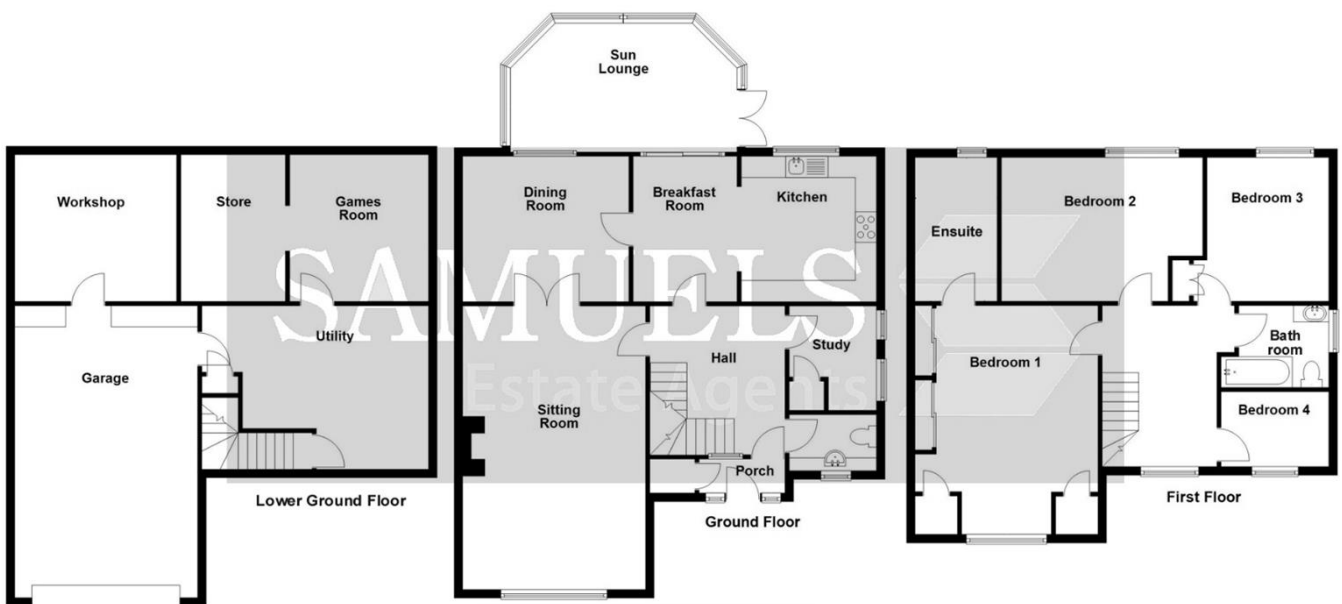 Sun
Lounge
Workshop
Store
Games
Room
Utility
Garage
Lower Ground Floor
Dining
Room
Breakfast
Room
Kitchen
Hall
Study
Sitting
Room
Porch
Ground Floor
Ensuite
Bedroom 2
Bedroom 3
Bedroom 1
Bath
room
Bedroom 4
First Floor
SAMUELS
Estate Agents